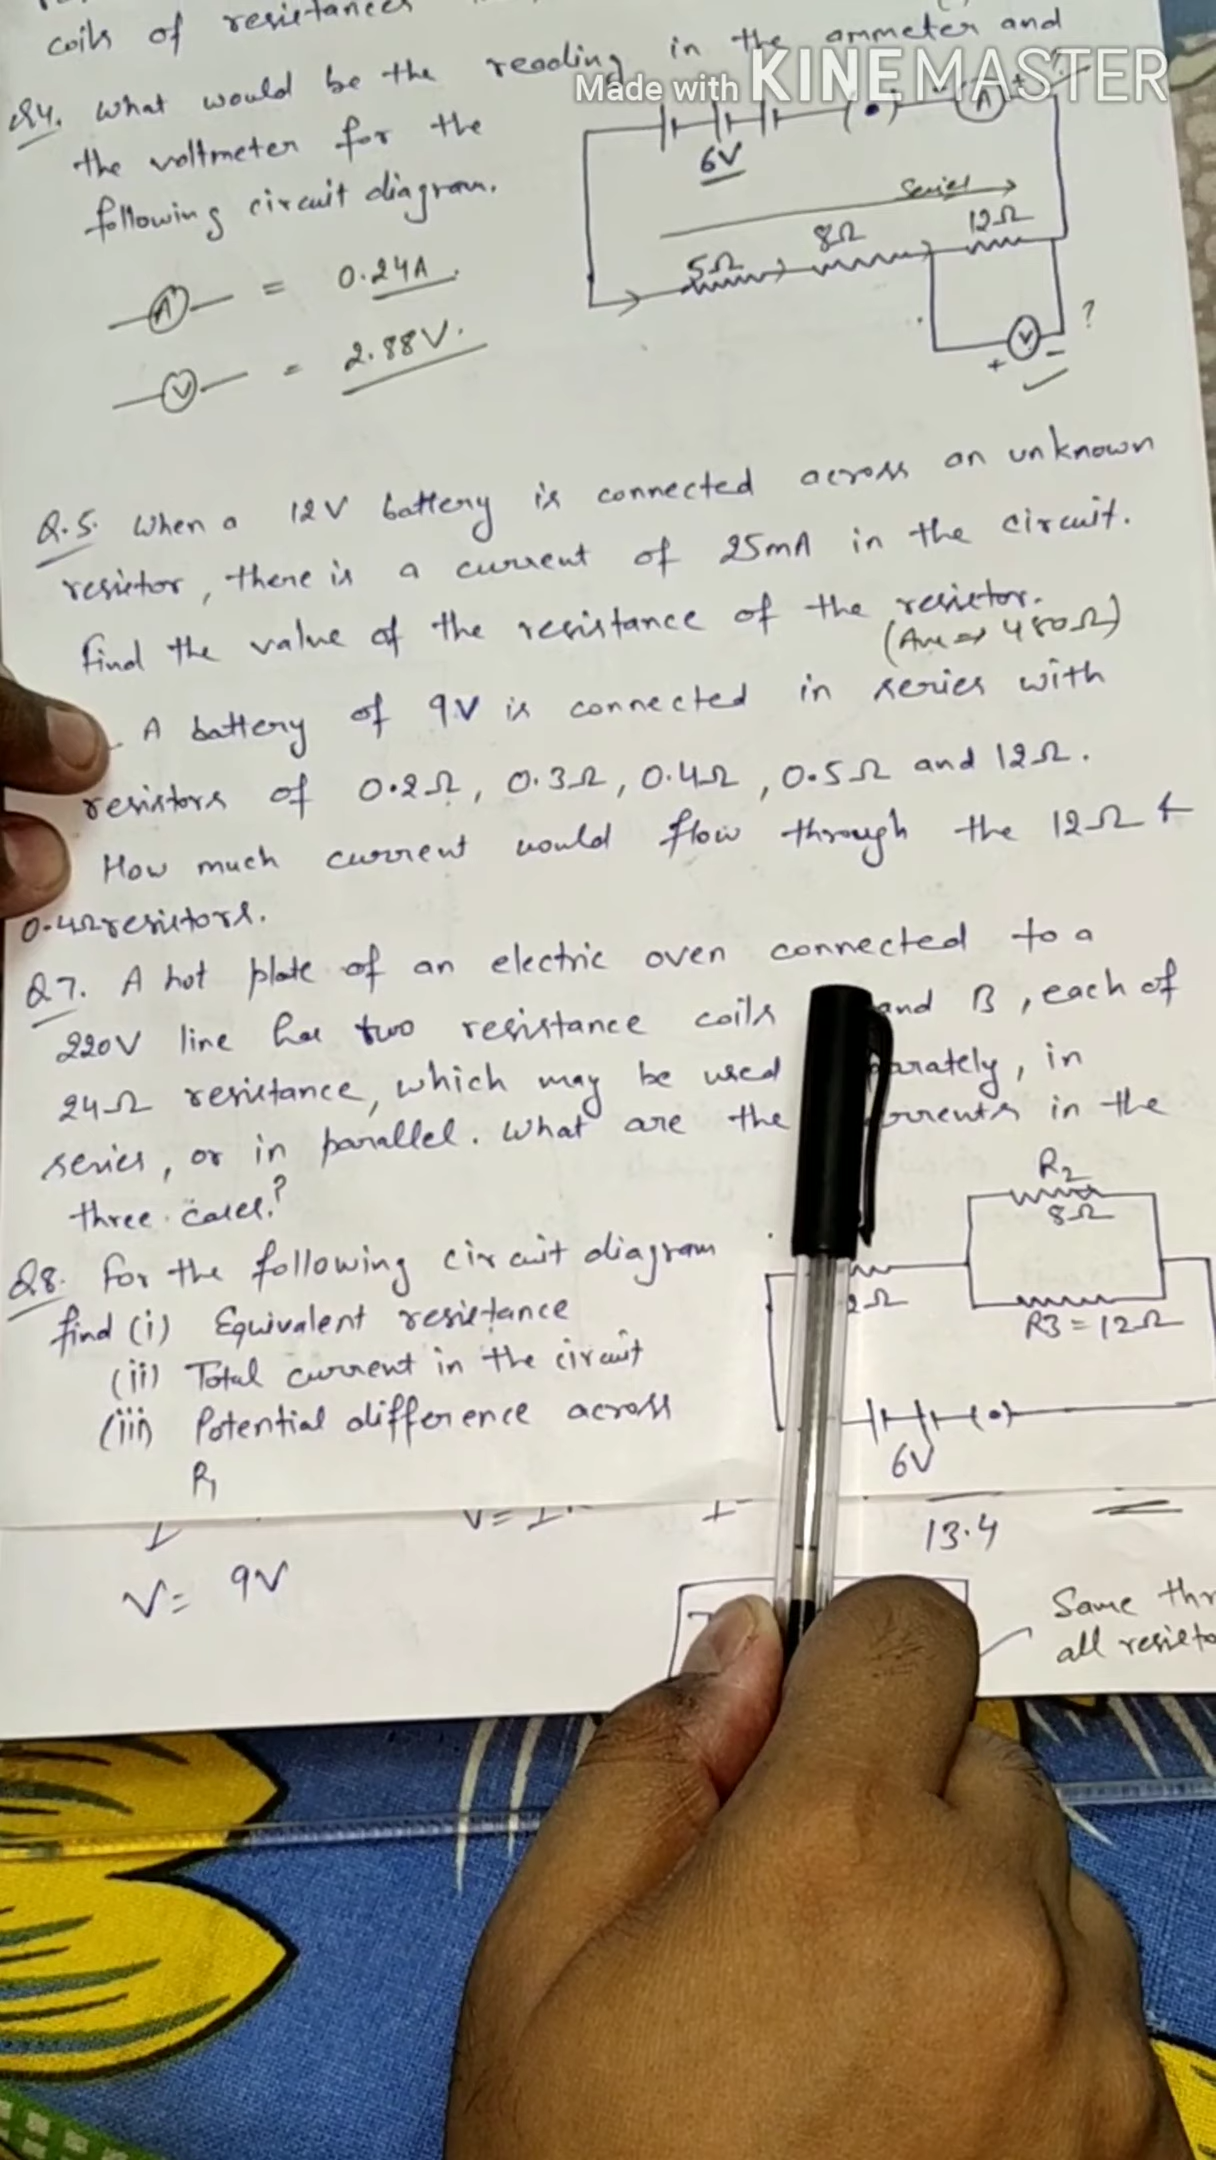 coils of resistances
Q4. What would be the reading in the ammeter and
the voltmeter for the
following circuit diagram.
Made with KINEMASTER
A + ?
6V
Series
5Ω 8Ω 12Ω
+ V - ?
A = 0.24A.
V = 2.88V.
Q.5. When a 12V battery is connected across an unknown
resistor, there is a current of 25mA in the circuit.
Find the value of the resistance of the resistor.
(Ans => 480Ω)
A battery of 9V is connected in series with
resistors of 0.2Ω, 0.3Ω, 0.4Ω, 0.5Ω and 12Ω.
How much current would flow through the 12Ω &
0.4Ω resistors.
Q7. A hot plate of an electric oven connected to a
220V line has two resistance coils and B, each of
24Ω resistance, which may be used in
series, or in parallel. What are the in the
three cases?
Q8. For the following circuit diagram
find (i) Equivalent resistance
(ii) Total current in the circuit
(iii) Potential difference across
R1
R2
8Ω
2Ω
R3 = 12Ω
6V
V = I
13.4
V = 9V
Same
all